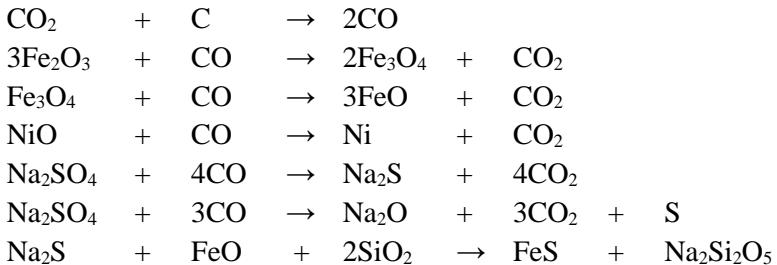 CO₂ + C → 2CO
3Fe₂O₃ + CO → 2Fe₃O₄ + CO₂
Fe₃O₄ + CO → 3FeO + CO₂
NiO + CO → Ni + CO₂
Na₂SO₄ + 4CO → Na₂S + 4CO₂
Na₂SO₄ + 3CO → Na₂O + 3CO₂ + S
Na₂S + FeO + 2SiO₂ → FeS + Na₂Si₂O₅